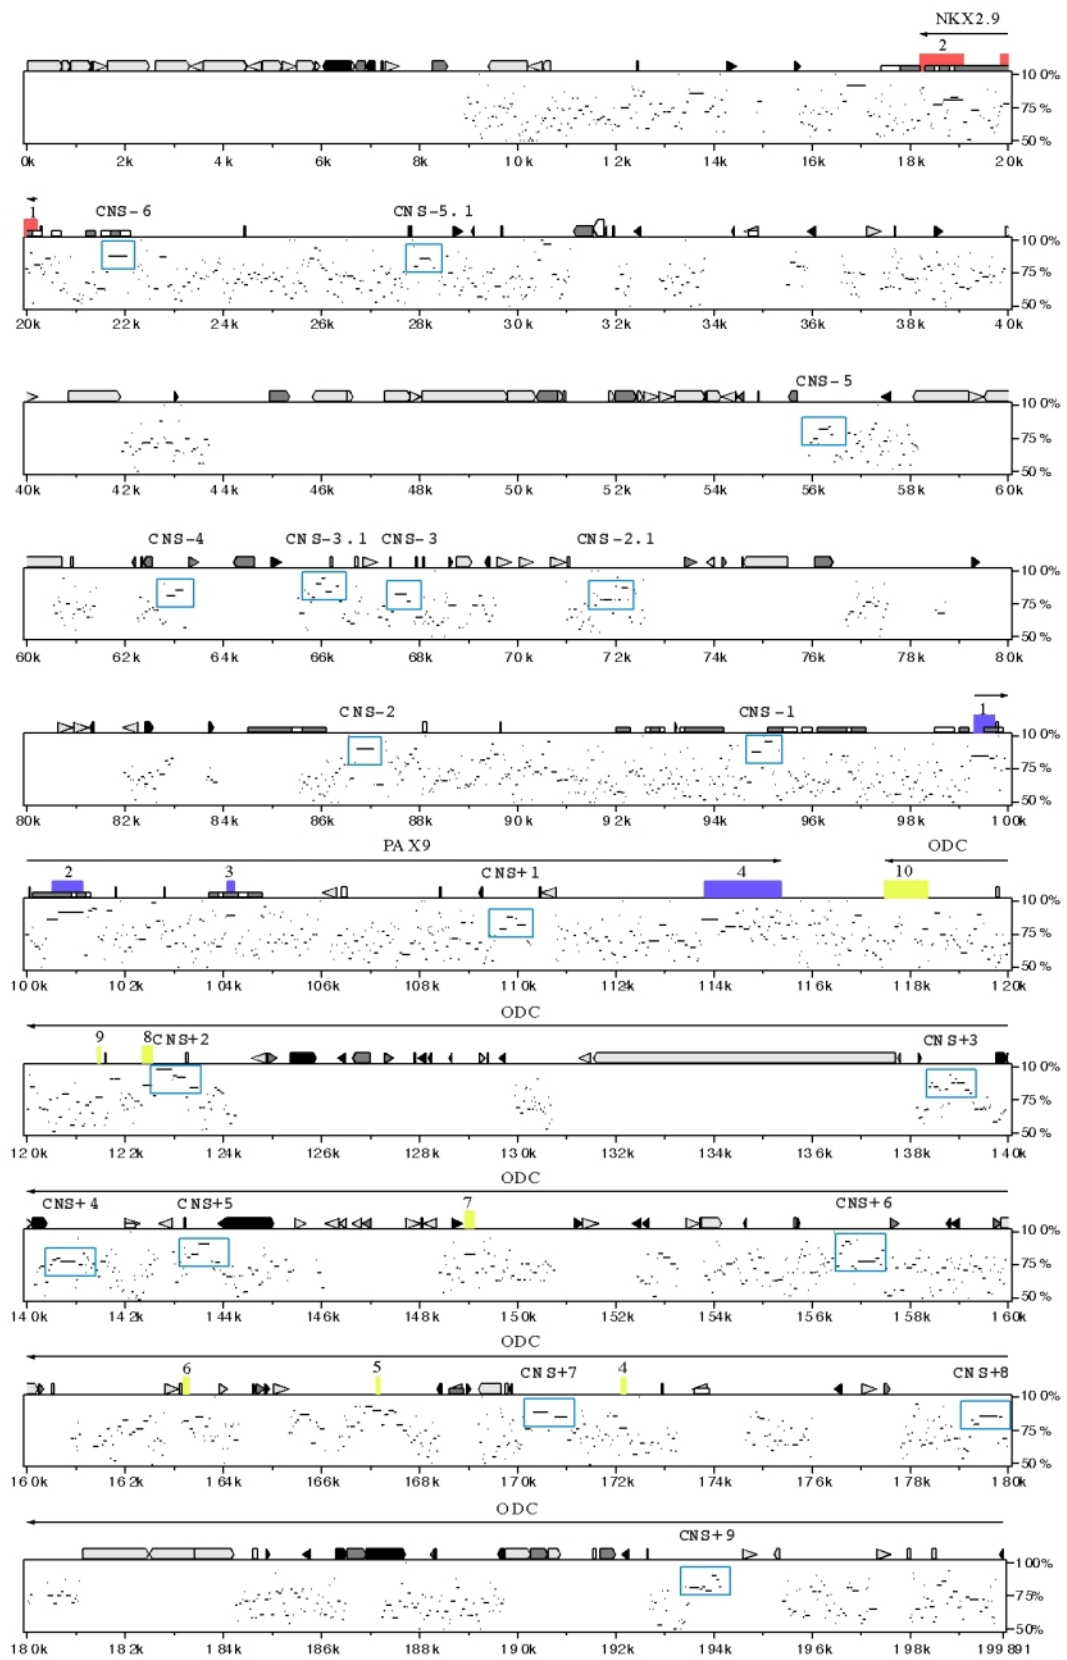 NKX2.9
2
100%
75%
50%
0k 2k 4k 6k 8k 10k 12k 14k 16k 18k 20k
1 CNS-6 CNS-5.1
100%
75%
50%
20k 22k 24k 26k 28k 30k 32k 34k 36k 38k 40k
CNS-5
100%
75%
50%
40k 42k 44k 46k 48k 50k 52k 54k 56k 58k 60k
CNS-4 CNS-3.1 CNS-3 CNS-2.1
100%
75%
50%
60k 62k 64k 66k 68k 70k 72k 74k 76k 78k 80k
CNS-2 CNS-1 1
100%
75%
50%
80k 82k 84k 86k 88k 90k 92k 94k 96k 98k 100k
PAX9 ODC
2 3 CNS+1 4 10
100%
75%
50%
100k 102k 104k 106k 108k 110k 112k 114k 116k 118k 120k
ODC
9 8 CNS+2 CNS+3
100%
75%
50%
120k 122k 124k 126k 128k 130k 132k 134k 136k 138k 140k
ODC
CNS+4 CNS+5 7 CNS+6
100%
75%
50%
140k 142k 144k 146k 148k 150k 152k 154k 156k 158k 160k
ODC
6 5 CNS+7 4 CNS+8
100%
75%
50%
160k 162k 164k 166k 168k 170k 172k 174k 176k 178k 180k
ODC
CNS+9
100%
75%
50%
180k 182k 184k 186k 188k 190k 192k 194k 196k 198k 199891